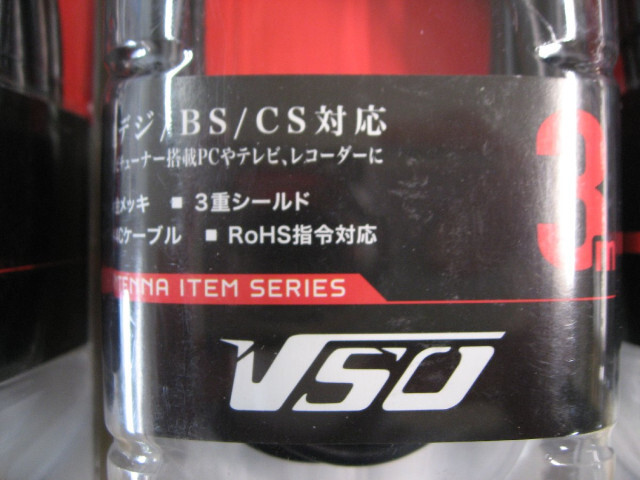 デジ/BS/CS対応
チューナー搭載PCやテレビ、レコーダーに
メッキ ■ 3重シールド
Cケーブル ■ RoHS指令対応
3m
TENNA ITEM SERIES
VSO